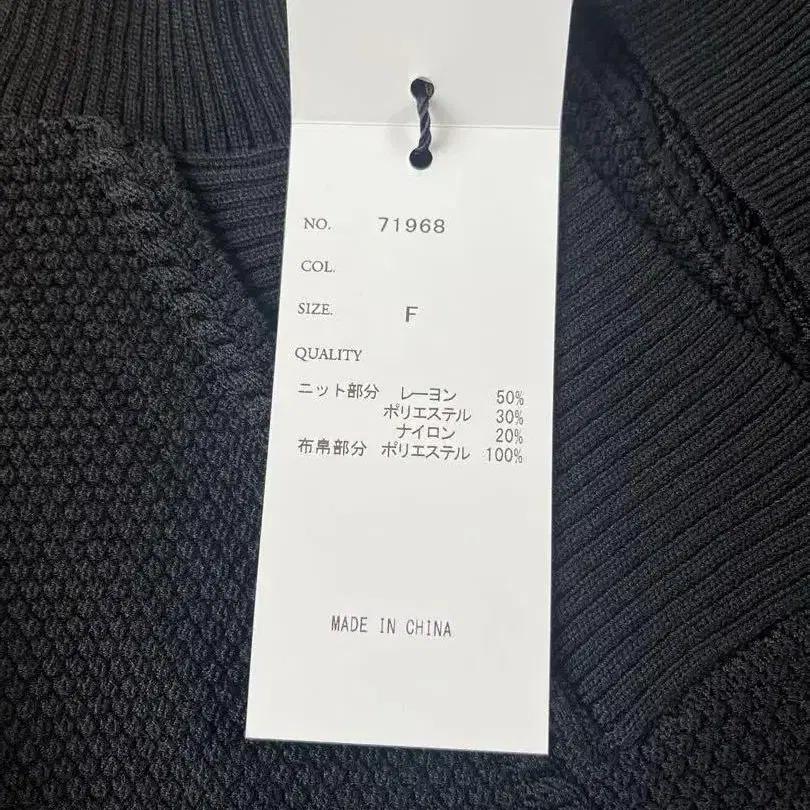 NO. 71968
COL.
SIZE. F
QUALITY
ニット部分 レーヨン 50%
ポリエステル 30%
ナイロン 20%
布帛部分 ポリエステル 100%
MADE IN CHINA